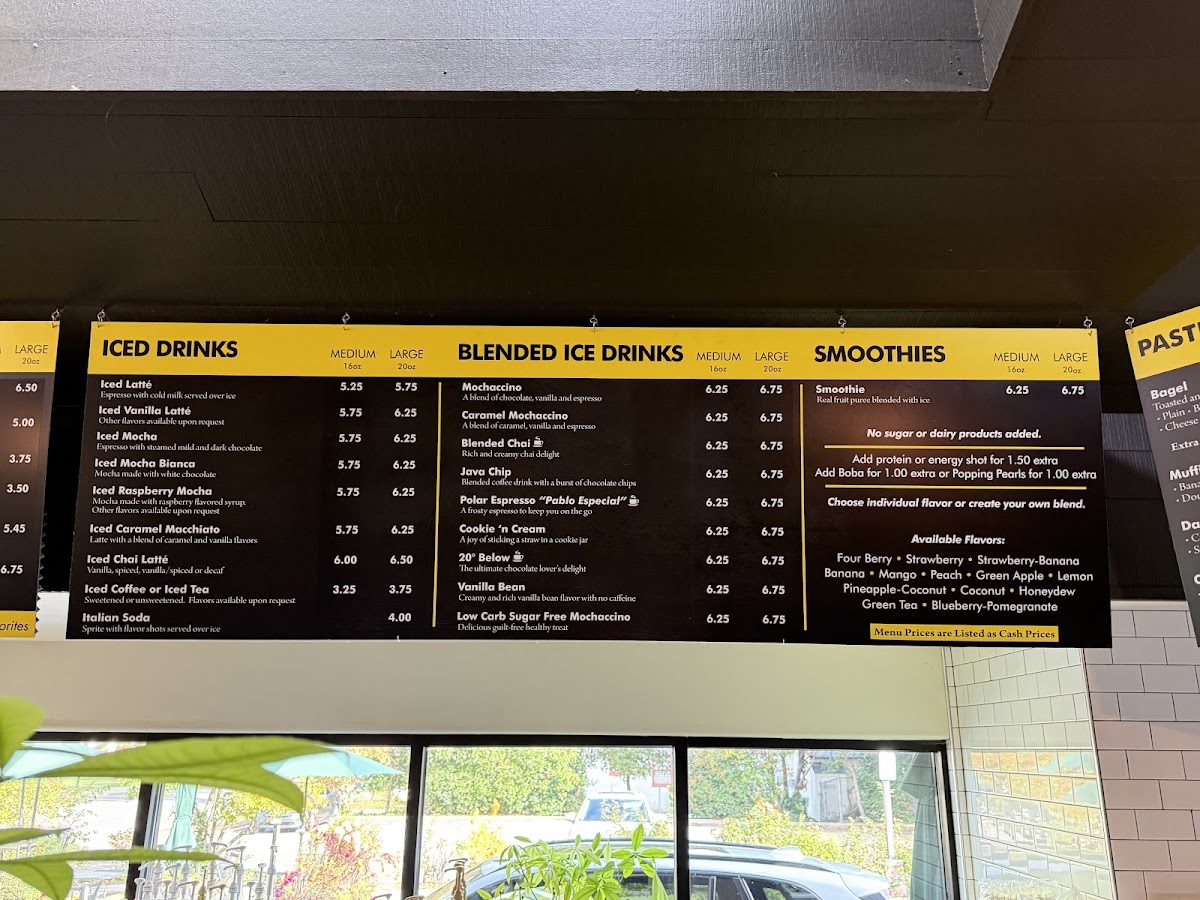 LARGE
20oz
6.50
5.00
3.75
3.50
5.45
6.75
orites
ICED DRINKS MEDIUM LARGE
16oz 20oz
Iced Latté 5.25 5.75
Espresso with cold milk served over ice
Iced Vanilla Latté 5.75 6.25
Other flavors available upon request
Iced Mocha 5.75 6.25
Espresso with steamed mild and dark chocolate
Iced Mocha Bianca 5.75 6.25
Mocha made with white chocolate
Iced Raspberry Mocha 5.75 6.25
Mocha made with raspberry flavored syrup.
Other flavors available upon request
Iced Caramel Macchiato 5.75 6.25
Latte with a blend of caramel and vanilla flavors
Iced Chai Latté 6.00 6.50
Vanilla, spiced, vanilla/spiced or decaf
Iced Coffee or Iced Tea 3.25 3.75
Sweetened or unsweetened. Flavors available upon request
Italian Soda 4.00
Sprite with flavor shots served over ice
BLENDED ICE DRINKS MEDIUM LARGE
16oz 20oz
Mochaccino 6.25 6.75
A blend of chocolate, vanilla and espresso
Caramel Mochaccino 6.25 6.75
A blend of caramel, vanilla and espresso
Blended Chai 6.25 6.75
Rich and creamy chai delight
Java Chip 6.25 6.75
Blended coffee drink with a burst of chocolate chips
Polar Espresso "Pablo Especial" 6.25 6.75
A frosty espresso to keep you on the go
Cookie 'n Cream 6.25 6.75
A joy of sticking a straw in a cookie jar
20° Below 6.25 6.75
The ultimate chocolate lover's delight
Vanilla Bean 6.25 6.75
Creamy and rich vanilla bean flavor with no caffeine
Low Carb Sugar Free Mochaccino 6.25 6.75
Delicious guilt-free healthy treat
SMOOTHIES MEDIUM LARGE
16oz 20oz
Smoothie 6.25 6.75
Real fruit puree blended with ice
No sugar or dairy products added.
Add protein or energy shot for 1.50 extra
Add Boba for 1.00 extra or Popping Pearls for 1.00 extra
Choose individual flavor or create your own blend.
Available Flavors:
Four Berry • Strawberry • Strawberry-Banana
Banana • Mango • Peach • Green Apple • Lemon
Pineapple-Coconut • Coconut • Honeydew
Green Tea • Blueberry-Pomegranate
Menu Prices are Listed as Cash Prices
PAST
Bagel
Toasted an
• Plain •
• Cheese
Extra
Muffi
• Bana
• Dou
Da